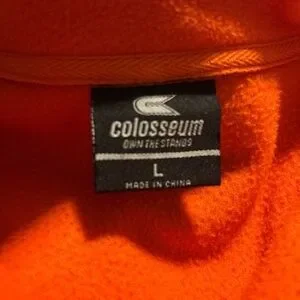 colosseum
OWN THE STANDS
L
MADE IN CHINA